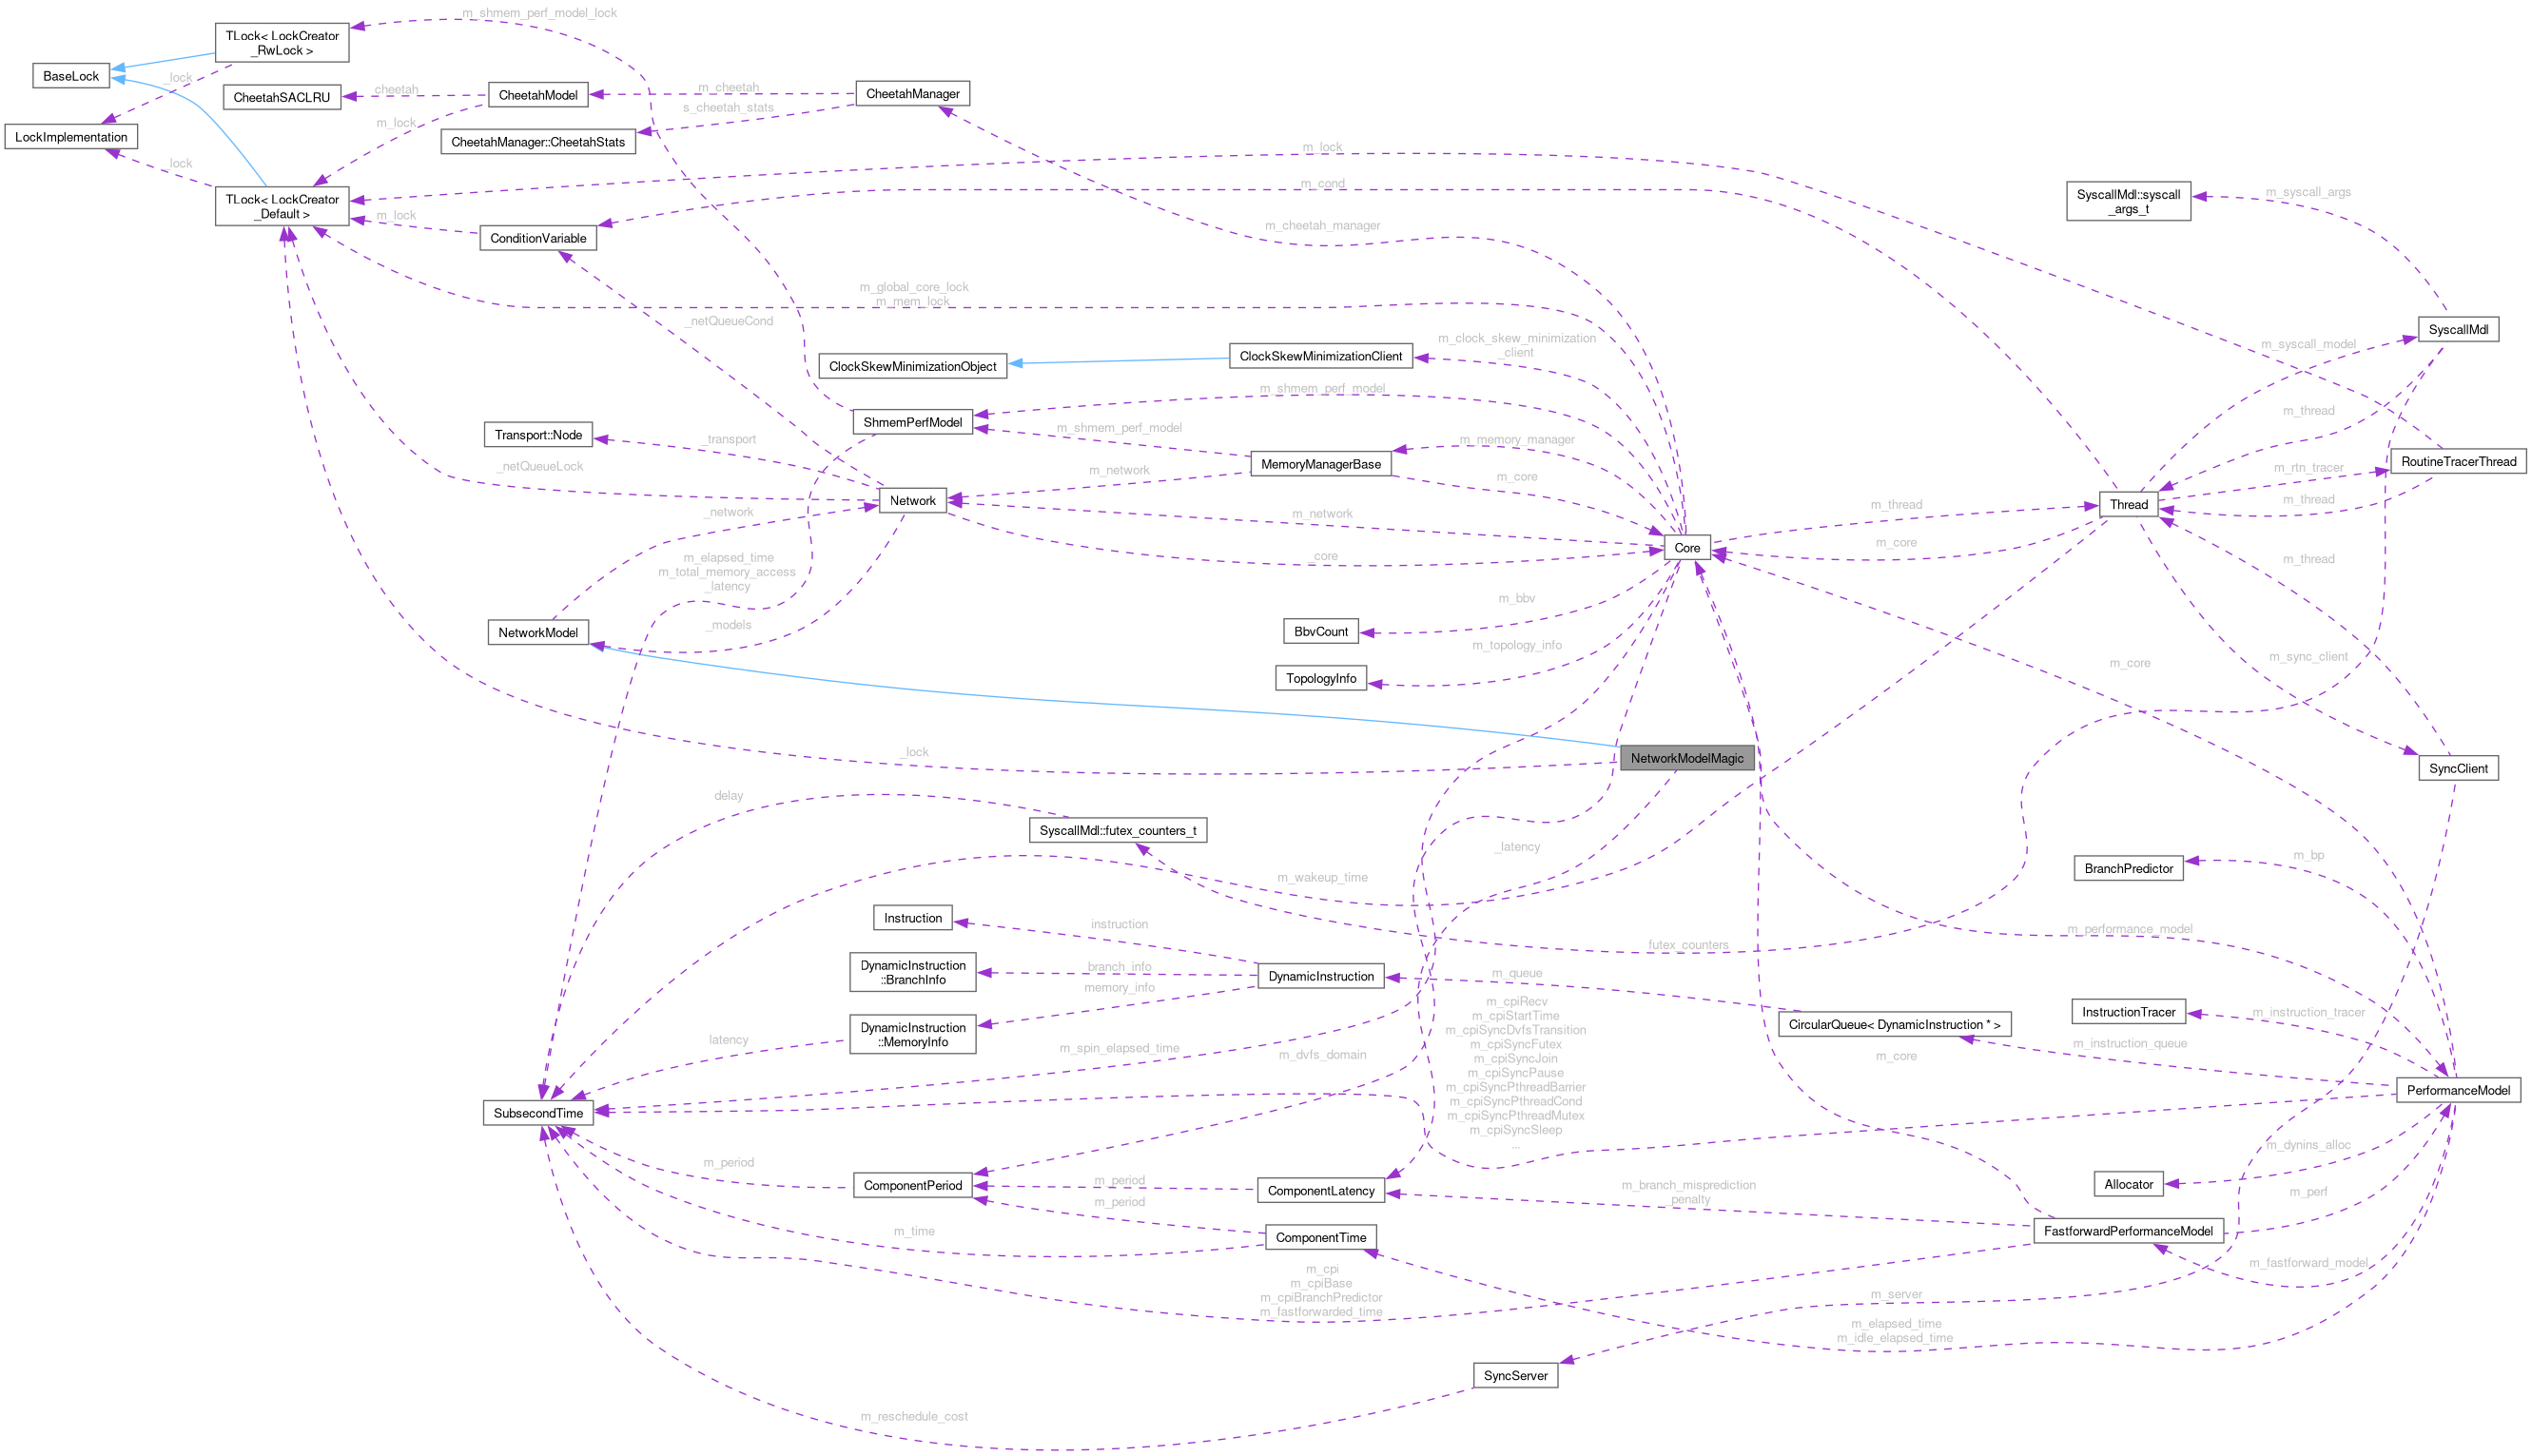 m_shmem_perf_model_lock
TLock< LockCreator
_RwLock >
BaseLock
_lock
CheetahSACLRU
cheetah
CheetahModel
m_cheetah
CheetahManager
s_cheetah_stats
m_lock
LockImplementation
CheetahManager::CheetahStats
_lock
m_lock
m_cond
TLock< LockCreator
_Default >
m_lock
ConditionVariable
m_cheetah_manager
SyscallMdl::syscall
_args_t
m_syscall_args
m_global_core_lock
m_mem_lock
_netQueueCond
SyscallMdl
m_syscall_model
m_clock_skew_minimization
_client
ClockSkewMinimizationObject
ClockSkewMinimizationClient
m_shmem_perf_model
ShmemPerfModel
m_shmem_perf_model
m_thread
Transport::Node
_transport
m_memory_manager
MemoryManagerBase
RoutineTracerThread
_netQueueLock
m_network
m_core
m_rtn_tracer
Network
_network
m_network
m_thread
Thread
m_thread
Core
m_core
_core
m_elapsed_time
m_total_memory_access
_latency
m_thread
m_bbv
NetworkModel
_models
BbvCount
m_topology_info
TopologyInfo
m_core
m_sync_client
_lock
NetworkModelMagic
SyncClient
delay
SyscallMdl::futex_counters_t
_latency
m_wakeup_time
m_bp
BranchPredictor
Instruction
instruction
futex_counters
m_performance_model
DynamicInstruction
::BranchInfo
branch_info
memory_info
DynamicInstruction
m_queue
DynamicInstruction
::MemoryInfo
latency
m_cpiRecv
m_cpiStartTime
m_cpiSyncDvfsTransition
m_cpiSyncFutex
m_cpiSyncJoin
m_cpiSyncPause
m_cpiSyncPthreadBarrier
m_cpiSyncPthreadCond
m_cpiSyncPthreadMutex
m_cpiSyncSleep
...
CircularQueue< DynamicInstruction * >
InstructionTracer
m_instruction_tracer
m_instruction_queue
m_spin_elapsed_time
m_dvfs_domain
m_core
PerformanceModel
SubsecondTime
m_dynins_alloc
m_period
ComponentPeriod
m_period
m_period
ComponentLatency
m_branch_misprediction
_penalty
Allocator
m_perf
m_time
ComponentTime
FastforwardPerformanceModel
m_fastforward_model
m_cpi
m_cpiBase
m_cpiBranchPredictor
m_fastforwarded_time
m_server
m_elapsed_time
m_idle_elapsed_time
SyncServer
m_reschedule_cost